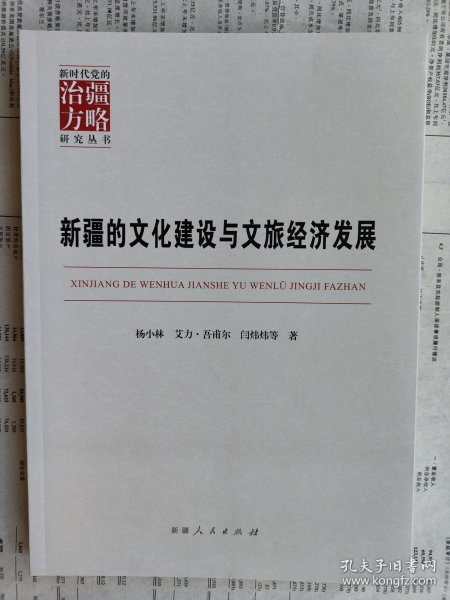 新时代党的
治疆
方略
研究丛书
新疆的文化建设与文旅经济发展
XINJIANG DE WENHUA JIANSHE YU WENLÜ JINGJI FAZHAN
杨小林 艾力·吾甫尔 闫炜炜等 著
新疆人民出版社
孔夫子旧书网
www.kongfz.com